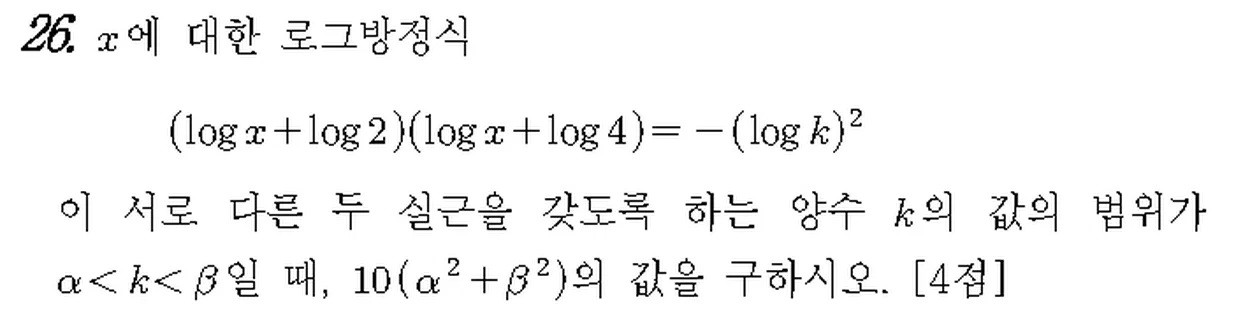 26. x에 대한 로그방정식
(log x+log 2)(log x+log 4)= -(log k)²
이 서로 다른 두 실근을 갖도록 하는 양수 k의 값의 범위가
α< k< β일 때, 10(α²+β²)의 값을 구하시오. [4점]